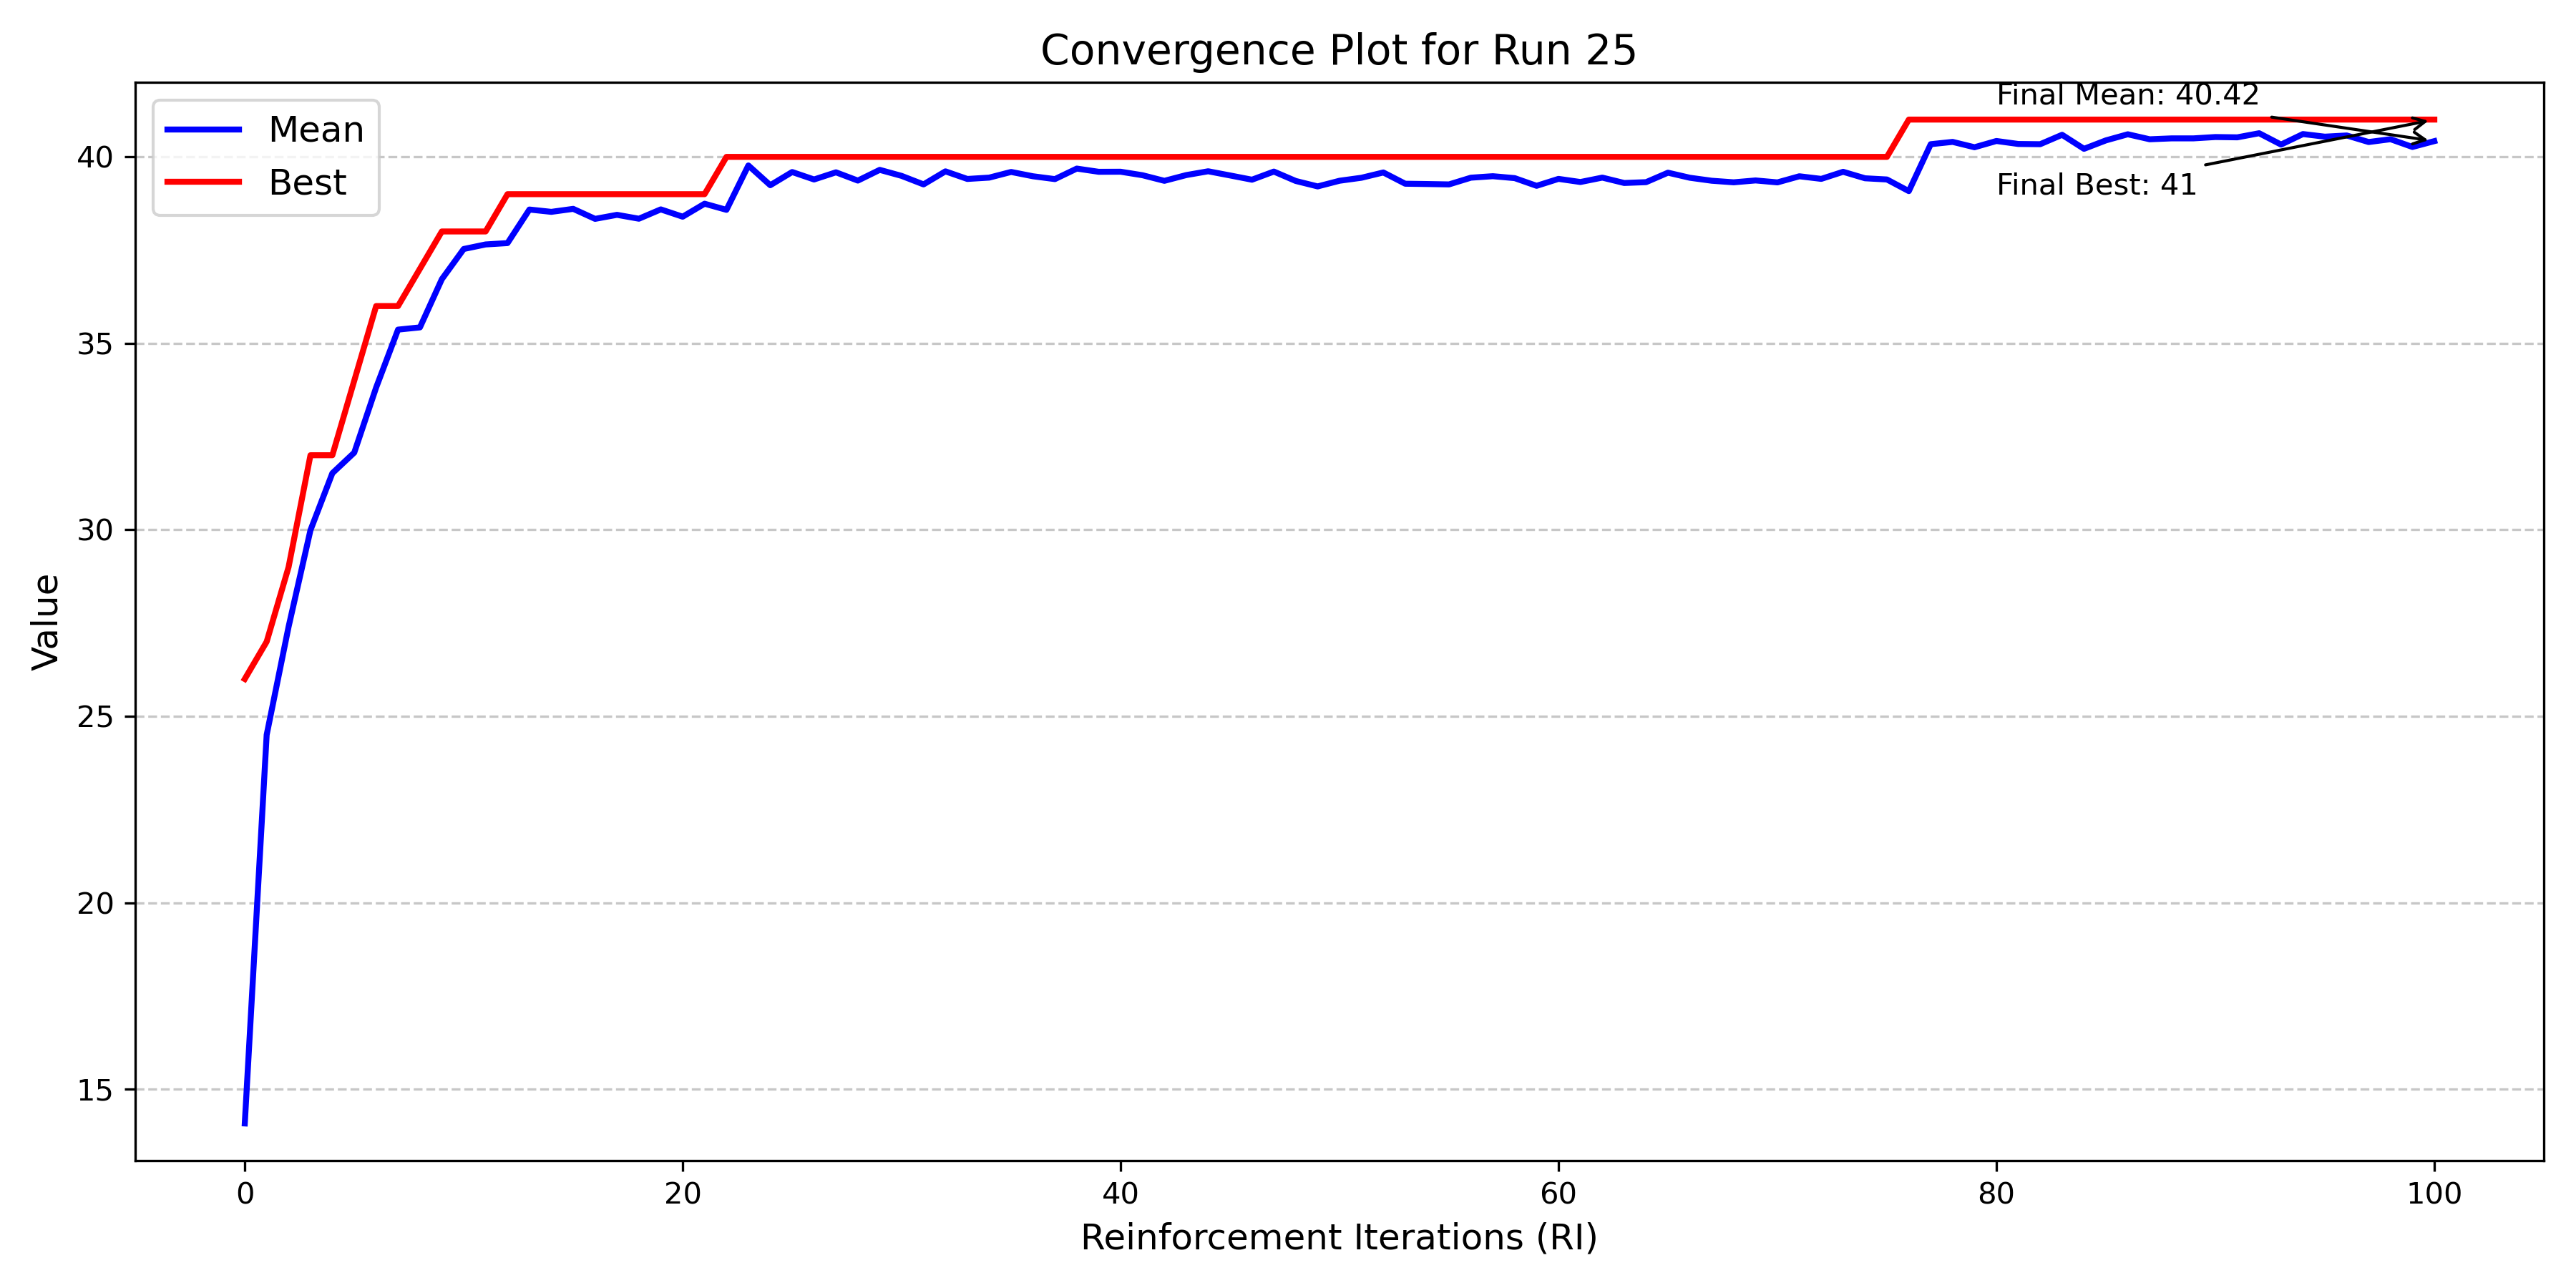 Convergence Plot for Run 25
Mean
Best
Final Mean: 40.42
Final Best: 41
40
35
30
25
20
15
Value
0 20 40 60 80 100
Reinforcement Iterations (RI)